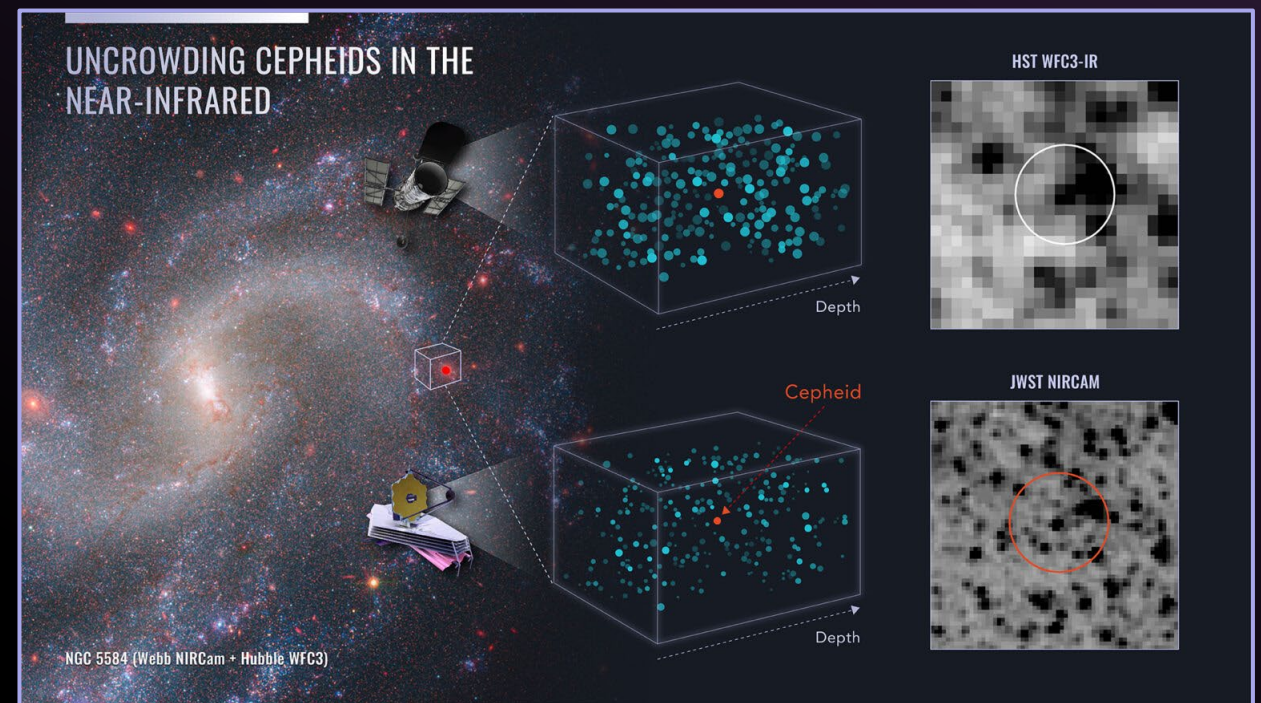 UNCROWDING CEPHEIDS IN THE
NEAR-INFRARED
HST WFC3-IR
Depth
JWST NIRCAM
Cepheid
Depth
NGC 5584 (Webb NIRCam + Hubble WFC3)